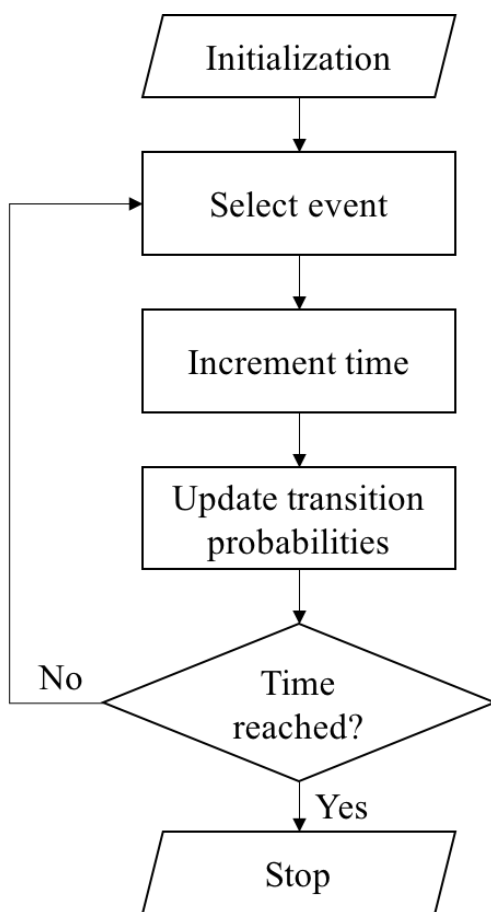 Initialization
Select event
Increment time
Update transition
probabilities
Time
reached?
No
Yes
Stop